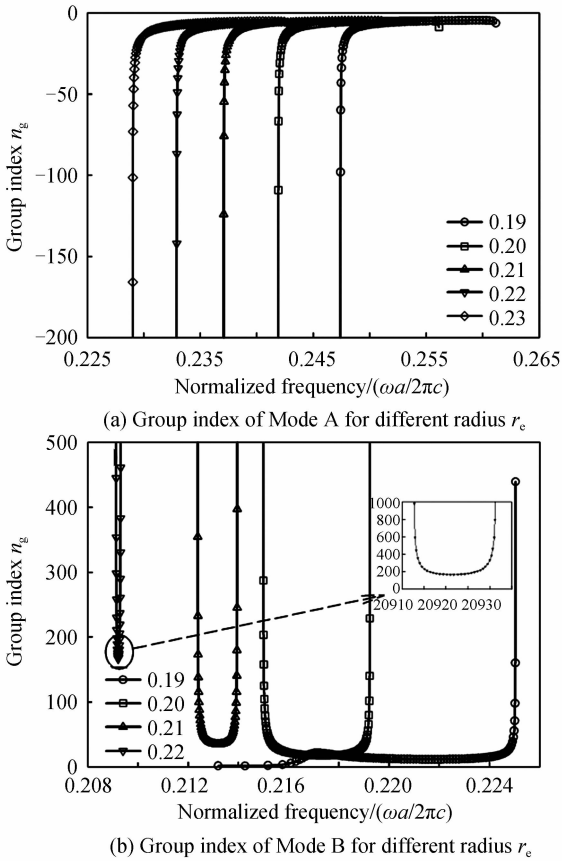 0
−50
−100
−150
−200
Group index ng
0.19
0.20
0.21
0.22
0.23
0.225 0.235 0.245 0.255 0.265
Normalized frequency/(ωa/2πc)
(a) Group index of Mode A for different radius re
500
400
300
200
100
0
Group index ng
1000
800
600
400
200
0
20910 20920 20930
0.19
0.20
0.21
0.22
0.208 0.212 0.216 0.220 0.224
Normalized frequency/(ωa/2πc)
(b) Group index of Mode B for different radius re